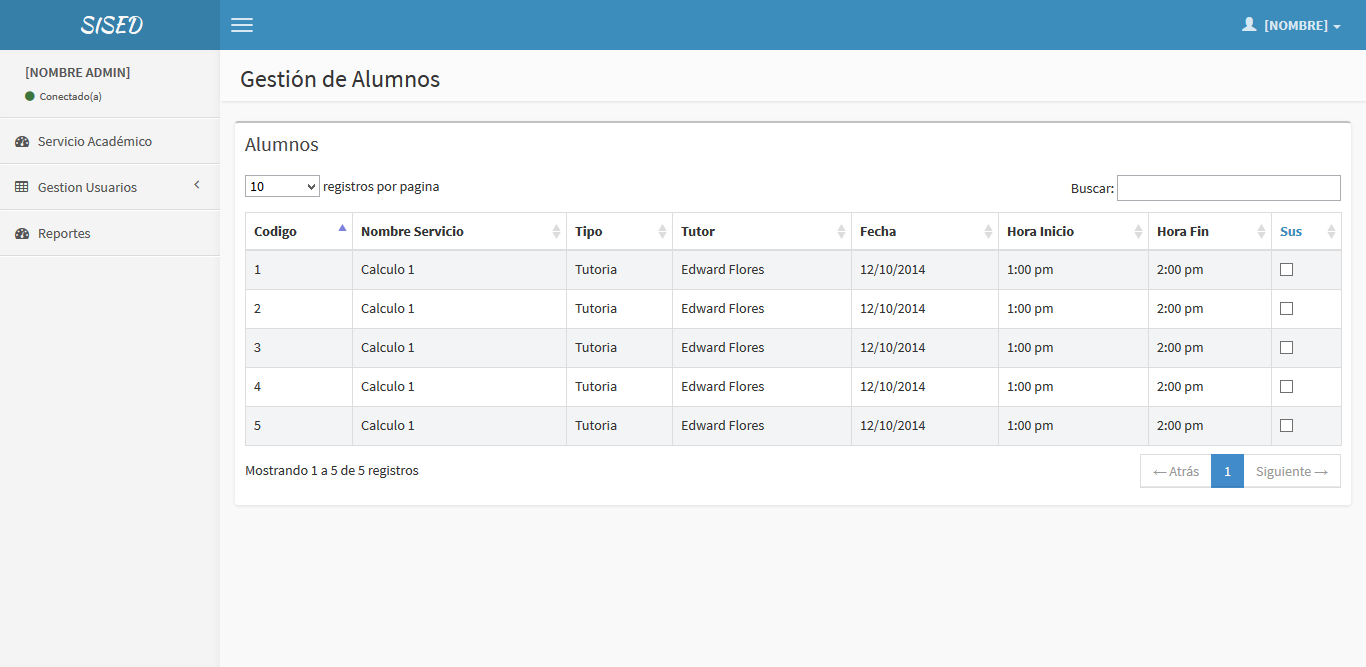 SISED
[NOMBRE]
[NOMBRE ADMIN]
Conectado(a)
Servicio Académico
Gestion Usuarios
Reportes
Gestión de Alumnos
Alumnos
10 registros por pagina
Buscar:
Codigo Nombre Servicio Tipo Tutor Fecha Hora Inicio Hora Fin Sus
1 Calculo 1 Tutoria Edward Flores 12/10/2014 1:00 pm 2:00 pm
2 Calculo 1 Tutoria Edward Flores 12/10/2014 1:00 pm 2:00 pm
3 Calculo 1 Tutoria Edward Flores 12/10/2014 1:00 pm 2:00 pm
4 Calculo 1 Tutoria Edward Flores 12/10/2014 1:00 pm 2:00 pm
5 Calculo 1 Tutoria Edward Flores 12/10/2014 1:00 pm 2:00 pm
Mostrando 1 a 5 de 5 registros
← Atrás 1 Siguiente →